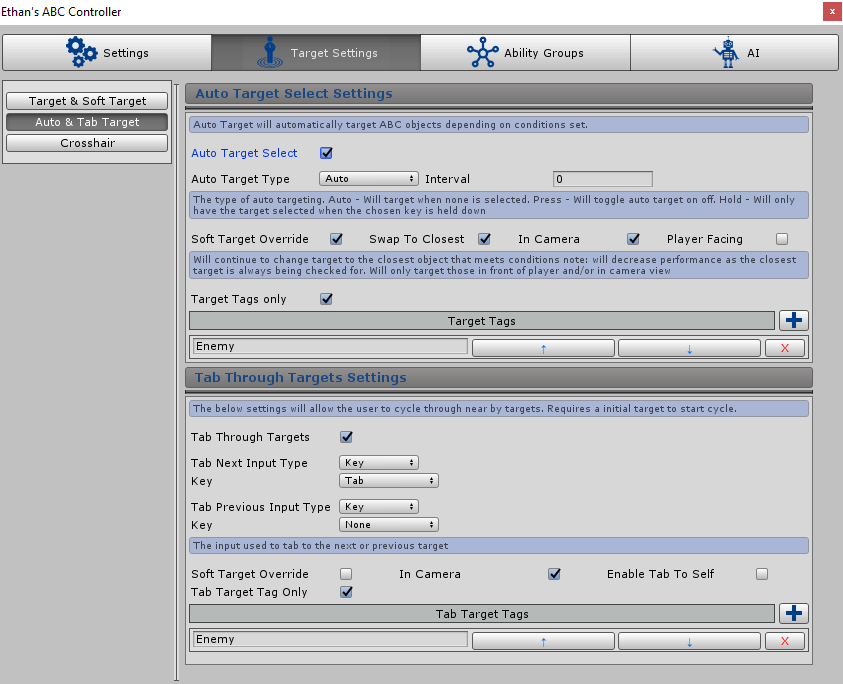 Ethan's ABC Controller
x
Settings
Target Settings
Ability Groups
AI
Target & Soft Target
Auto & Tab Target
Crosshair
Auto Target Select Settings
Auto Target will automatically target ABC objects depending on conditions set.
Auto Target Select
Auto Target Type Auto Interval 0
The type of auto targeting. Auto - Will target when none is selected. Press - Will toggle auto target on off. Hold - Will only
have the target selected when the chosen key is held down
Soft Target Override Swap To Closest In Camera Player Facing
Will continue to change target to the closest object that meets conditions note: will decrease performance as the closest
target is always being checked for. Will only target those in front of player and/or in camera view
Target Tags only
Target Tags
Enemy ↑ ↓ X
Tab Through Targets Settings
The below settings will allow the user to cycle through near by targets. Requires a initial target to start cycle.
Tab Through Targets
Tab Next Input Type Key
Key Tab
Tab Previous Input Type Key
Key None
The input used to tab to the next or previous target
Soft Target Override In Camera Enable Tab To Self
Tab Target Tag Only
Tab Target Tags
Enemy ↑ ↓ X